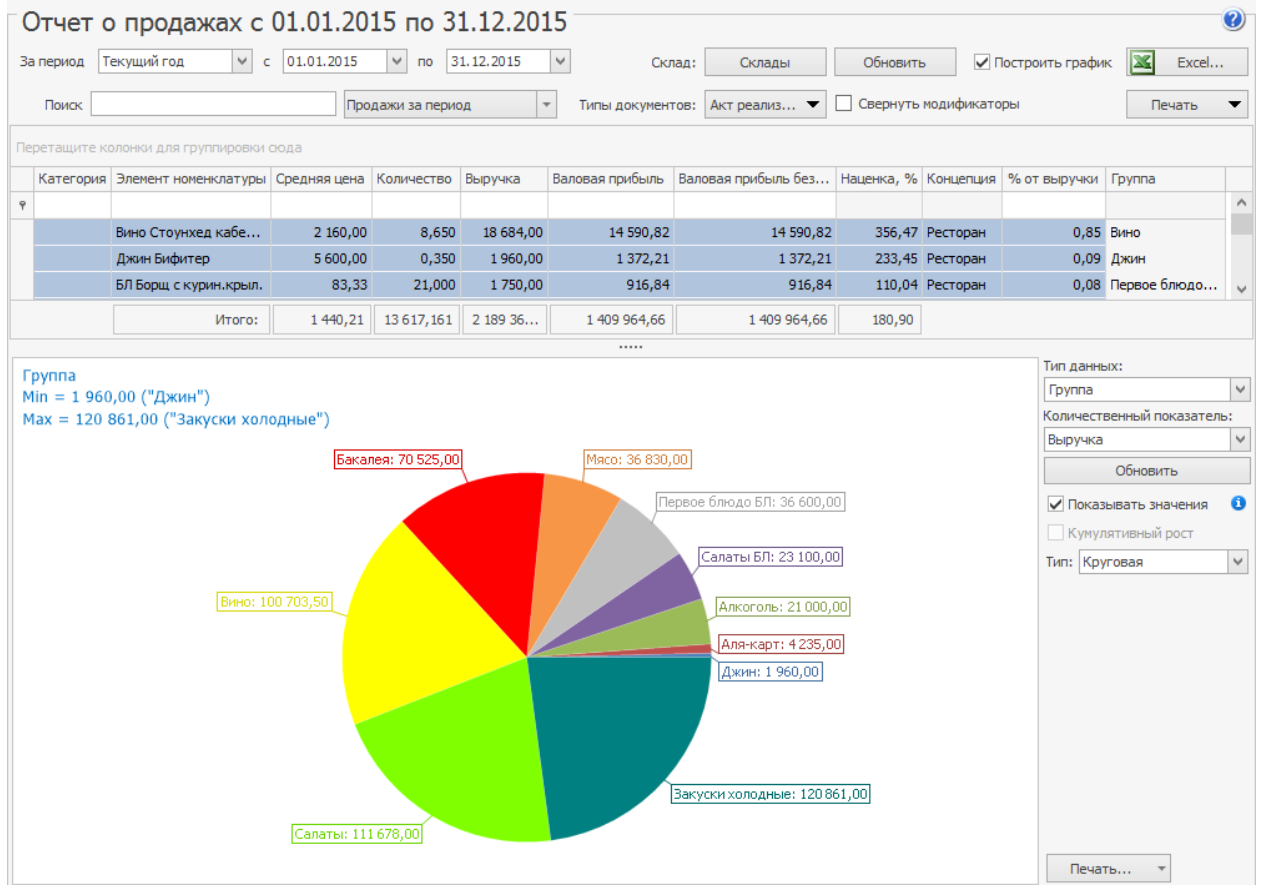 Отчет о продажах с 01.01.2015 по 31.12.2015
За период Текущий год с 01.01.2015 по 31.12.2015 Склад: Склады Обновить Построить график Excel...
Поиск Продажи за период Типы документов: Акт реализ... Свернуть модификаторы Печать
Перетащите колонки для группировки сюда
Категория Элемент номенклатуры Средняя цена Количество Выручка Валовая прибыль Валовая прибыль без... Наценка, % Концепция % от выручки Группа
Вино Стоунхед кабе... 2 160,00 8,650 18 684,00 14 590,82 14 590,82 356,47 Ресторан 0,85 Вино
Джин Бифитер 5 600,00 0,350 1 960,00 1 372,21 1 372,21 233,45 Ресторан 0,09 Джин
БЛ Борщ с курин.крыл. 83,33 21,000 1 750,00 916,84 916,84 110,04 Ресторан 0,08 Первое блюдо...
Итого: 1 440,21 13 617,161 2 189 36... 1 409 964,66 1 409 964,66 180,90
Группа
Min = 1 960,00 ("Джин")
Max = 120 861,00 ("Закуски холодные")
Бакалея: 70 525,00
Мясо: 36 830,00
Первое блюдо БЛ: 36 600,00
Салаты БЛ: 23 100,00
Вино: 100 703,50
Алкоголь: 21 000,00
Аля-карт: 4 235,00
Джин: 1 960,00
Закуски холодные: 120 861,00
Салаты: 111 678,00
Тип данных:
Группа
Количественный показатель:
Выручка
Обновить
Показывать значения
Кумулятивный рост
Тип: Круговая
Печать...